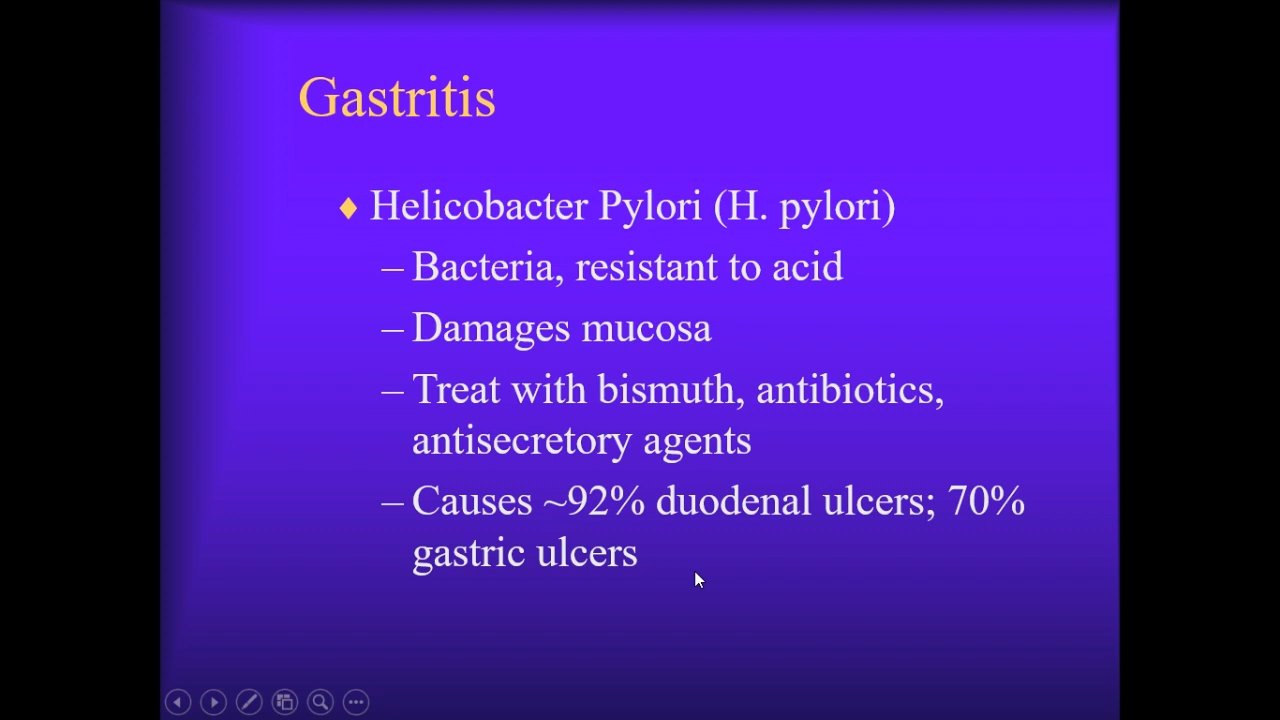 Gastritis
♦ Helicobacter Pylori (H. pylori)
– Bacteria, resistant to acid
– Damages mucosa
– Treat with bismuth, antibiotics,
antisecretory agents
– Causes ~92% duodenal ulcers; 70%
gastric ulcers